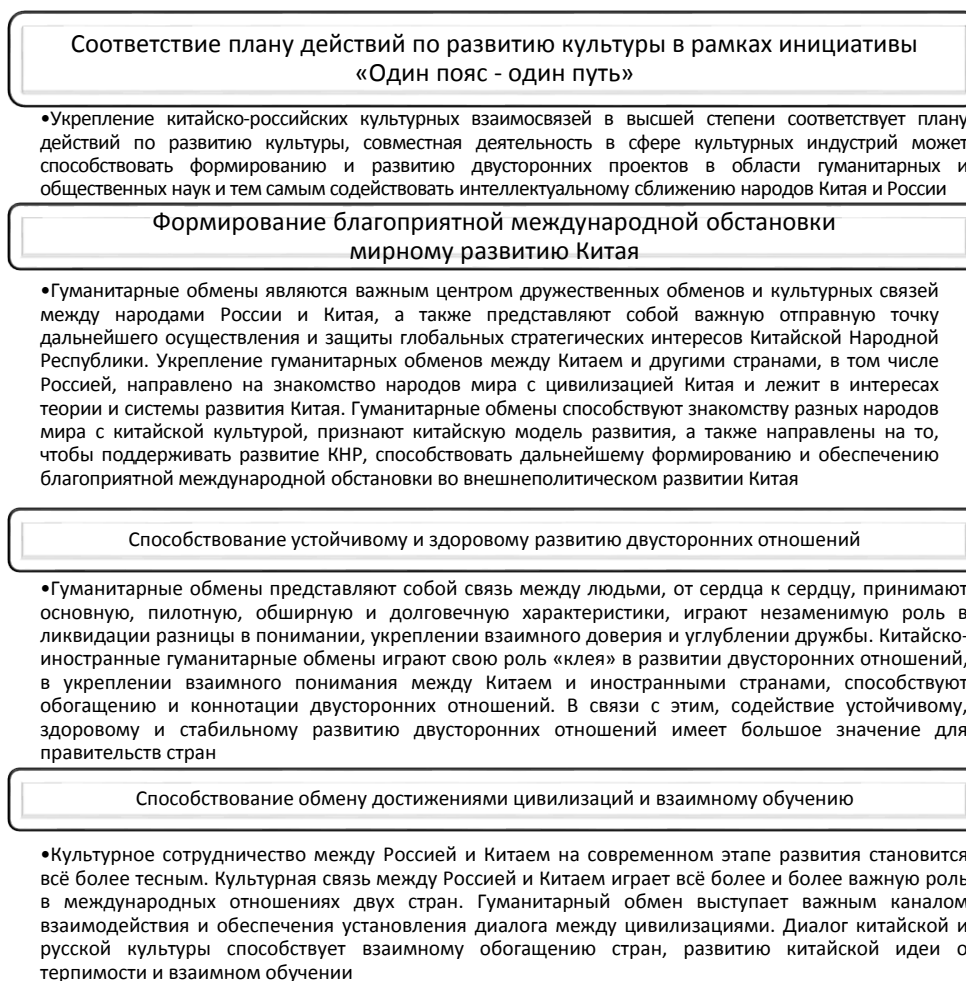 Соответствие плану действий по развитию культуры в рамках инициативы
«Один пояс - один путь»
•Укрепление китайско-российских культурных взаимосвязей в высшей степени соответствует плану
действий по развитию культуры, совместная деятельность в сфере культурных индустрий может
способствовать формированию и развитию двусторонних проектов в области гуманитарных и
общественных наук и тем самым содействовать интеллектуальному сближению народов Китая и России
Формирование благоприятной международной обстановки
мирному развитию Китая
•Гуманитарные обмены являются важным центром дружественных обменов и культурных связей
между народами России и Китая, а также представляют собой важную отправную точку
дальнейшего осуществления и защиты глобальных стратегических интересов Китайской Народной
Республики. Укрепление гуманитарных обменов между Китаем и другими странами, в том числе
Россией, направлено на знакомство народов мира с цивилизацией Китая и лежит в интересах
теории и системы развития Китая. Гуманитарные обмены способствуют знакомству разных народов
мира с китайской культурой, признают китайскую модель развития, а также направлены на то,
чтобы поддерживать развитие КНР, способствовать дальнейшему формированию и обеспечению
благоприятной международной обстановки во внешнеполитическом развитии Китая
Способствование устойчивому и здоровому развитию двусторонних отношений
•Гуманитарные обмены представляют собой связь между людьми, от сердца к сердцу, принимают
основную, пилотную, обширную и долговечную характеристики, играют незаменимую роль в
ликвидации разницы в понимании, укреплении взаимного доверия и углублении дружбы. Китайско-
иностранные гуманитарные обмены играют свою роль «клея» в развитии двусторонних отношений,
в укреплении взаимного понимания между Китаем и иностранными странами, способствуют
обогащению и коннотации двусторонних отношений. В связи с этим, содействие устойчивому,
здоровому и стабильному развитию двусторонних отношений имеет большое значение для
правительств стран
Способствование обмену достижениями цивилизаций и взаимному обучению
•Культурное сотрудничество между Россией и Китаем на современном этапе развития становится
всё более тесным. Культурная связь между Россией и Китаем играет всё более и более важную роль
в международных отношениях двух стран. Гуманитарный обмен выступает важным каналом
взаимодействия и обеспечения установления диалога между цивилизациями. Диалог китайской и
русской культуры способствует взаимному обогащению стран, развитию китайской идеи о
терпимости и взаимном обучении